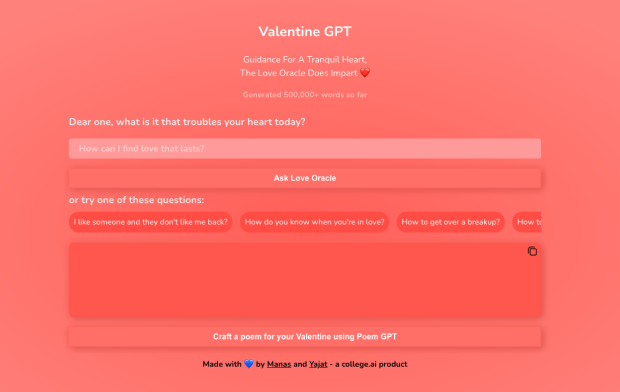 Valentine GPT
Guidance For A Tranquil Heart,
The Love Oracle Does Impart ❤️
Generated 500,000+ words so far
Dear one, what is it that troubles your heart today?
How can I find love that lasts?
Ask Love Oracle
or try one of these questions:
I like someone and they don't like me back? How do you know when you're in love? How to get over a breakup? How
Craft a poem for your Valentine using Poem GPT
Made with 💙 by Manas and Yajat - a college.ai product